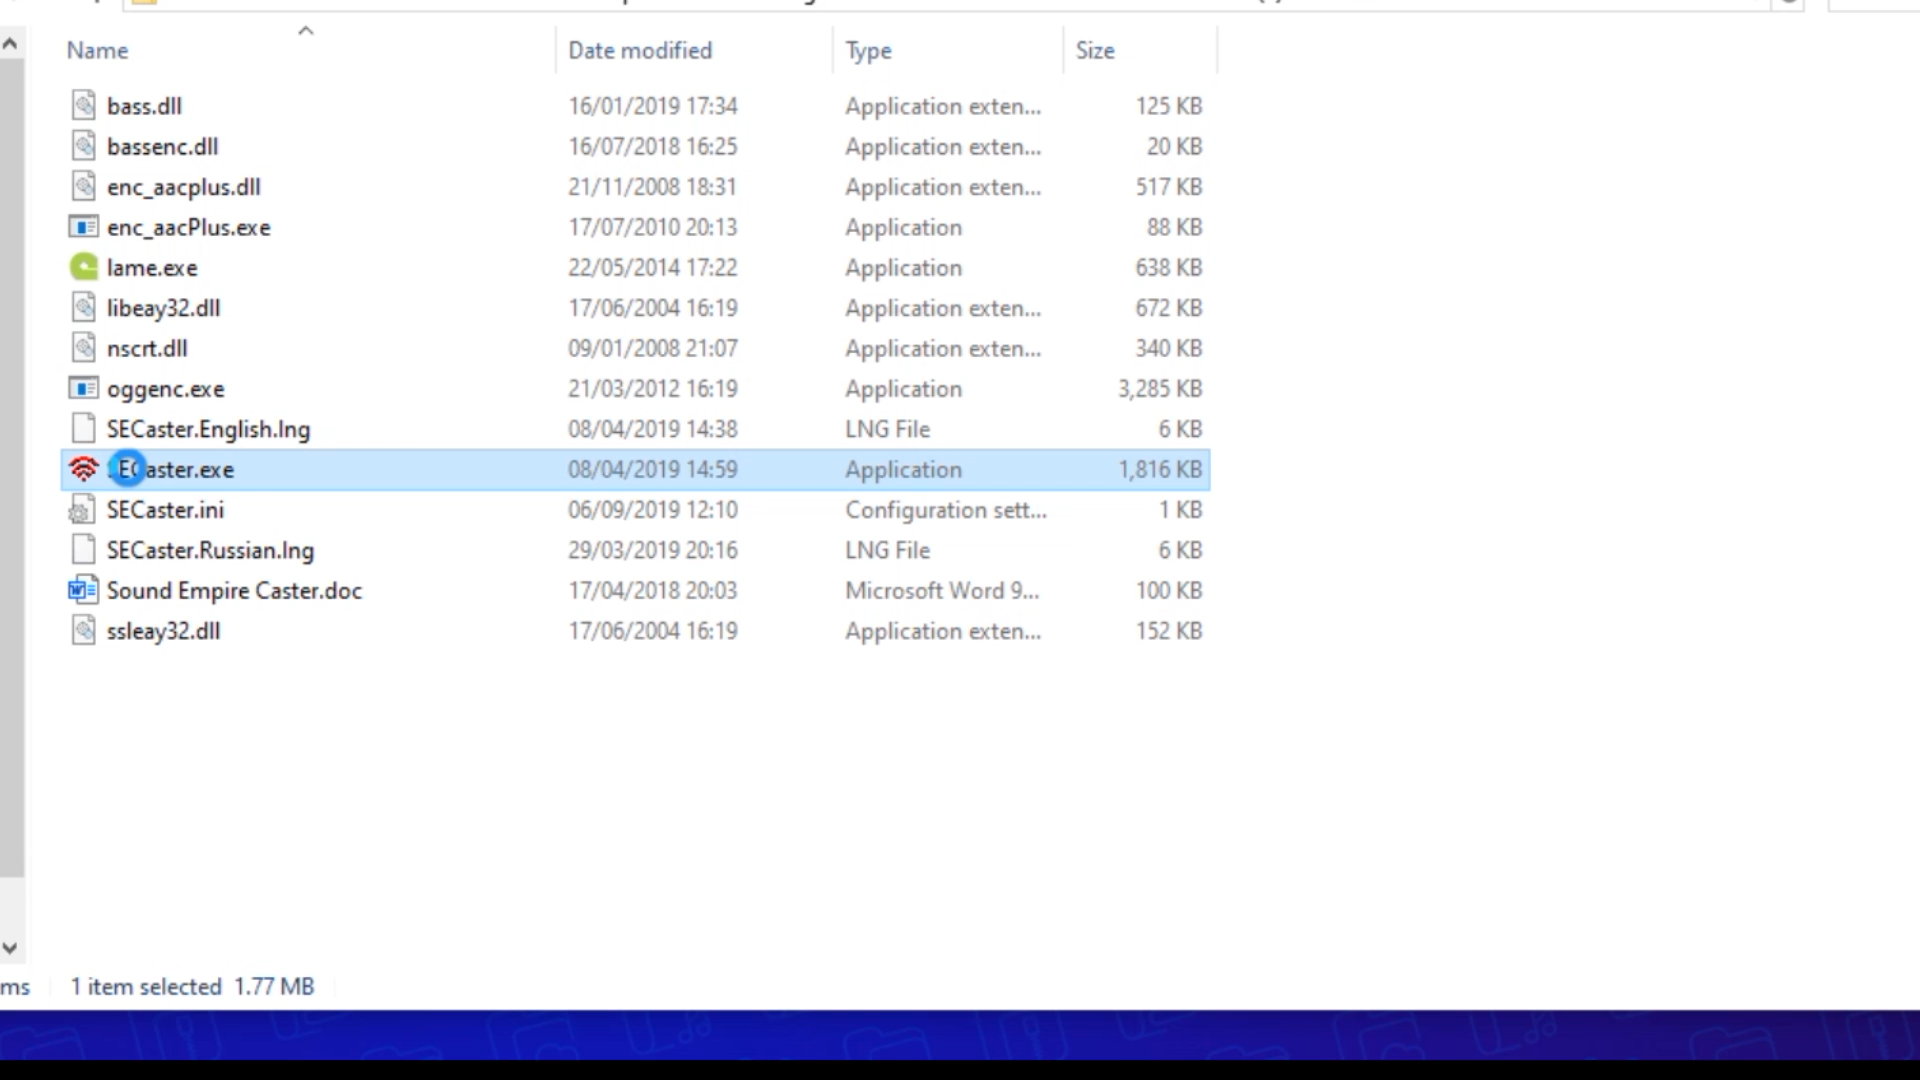 Name Date modified Type Size
bass.dll 16/01/2019 17:34 Application exten... 125 KB
bassenc.dll 16/07/2018 16:25 Application exten... 20 KB
enc_aacplus.dll 21/11/2008 18:31 Application exten... 517 KB
enc_aacPlus.exe 17/07/2010 20:13 Application 88 KB
lame.exe 22/05/2014 17:22 Application 638 KB
libeay32.dll 17/06/2004 16:19 Application exten... 672 KB
nscrt.dll 09/01/2008 21:07 Application exten... 340 KB
oggenc.exe 21/03/2012 16:19 Application 3,285 KB
SECaster.English.lng 08/04/2019 14:38 LNG File 6 KB
SECaster.exe 08/04/2019 14:59 Application 1,816 KB
SECaster.ini 06/09/2019 12:10 Configuration sett... 1 KB
SECaster.Russian.lng 29/03/2019 20:16 LNG File 6 KB
Sound Empire Caster.doc 17/04/2018 20:03 Microsoft Word 9... 100 KB
ssleay32.dll 17/06/2004 16:19 Application exten... 152 KB
ms 1 item selected 1.77 MB